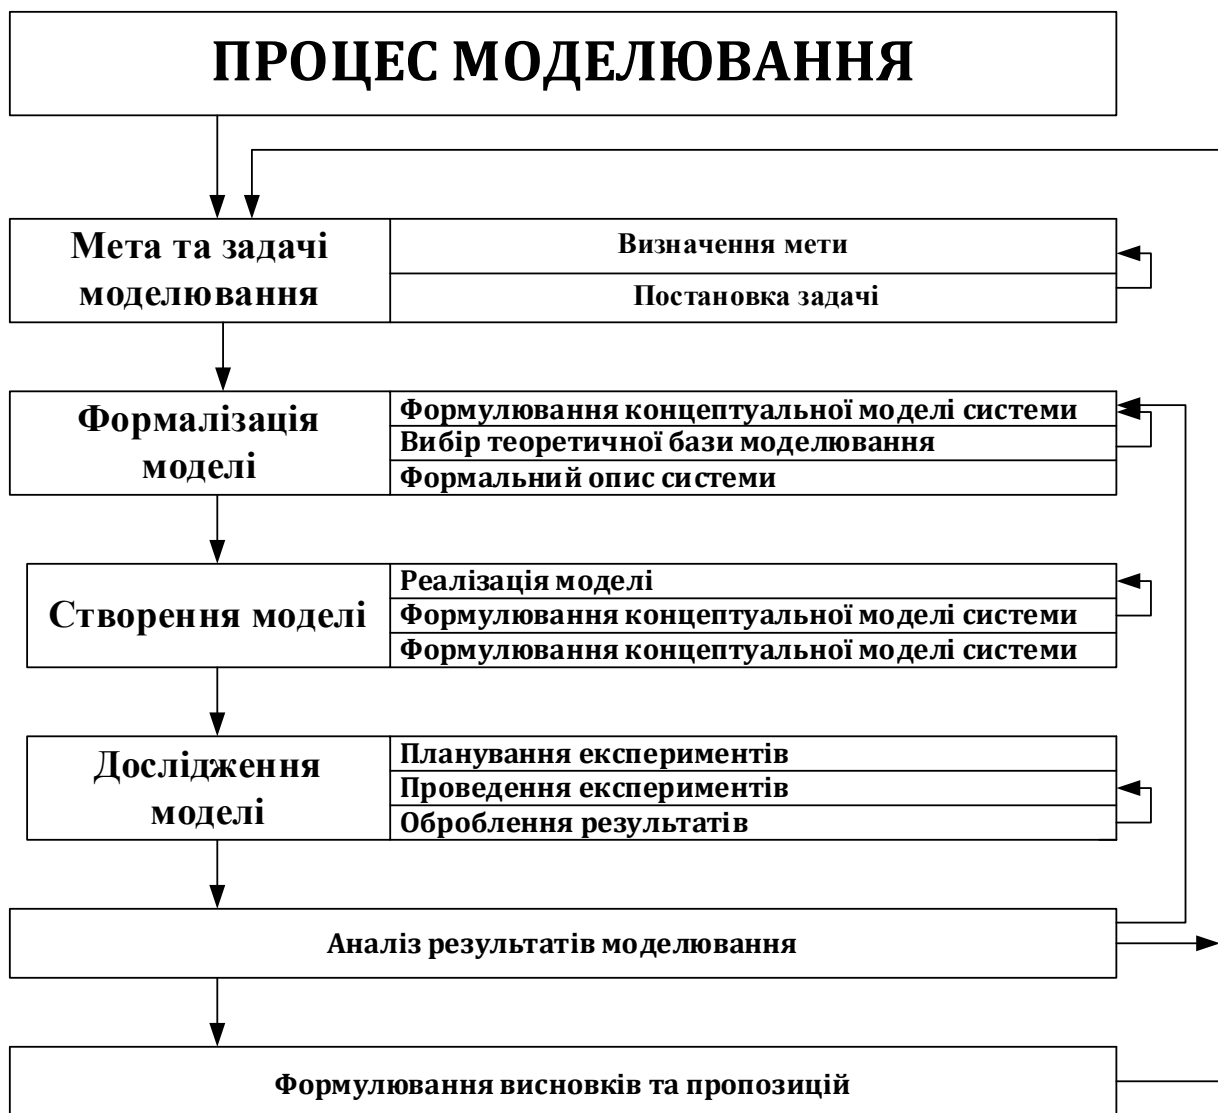 ПРОЦЕС МОДЕЛЮВАННЯ
Мета та задачі
моделювання
Визначення мети
Постановка задачі
Формалізація
моделі
Формулювання концептуальної моделі системи
Вибір теоретичної бази моделювання
Формальний опис системи
Створення моделі
Реалізація моделі
Формулювання концептуальної моделі системи
Формулювання концептуальної моделі системи
Дослідження
моделі
Планування експериментів
Проведення експериментів
Оброблення результатів
Аналіз результатів моделювання
Формулювання висновків та пропозицій